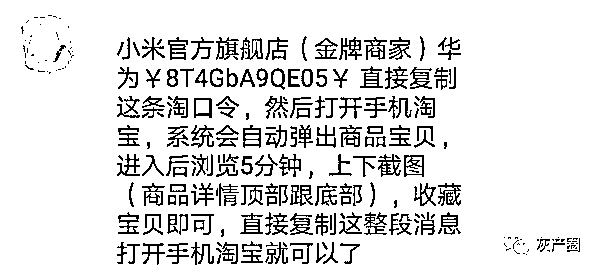 小米官方旗舰店（金牌商家）华
为￥8T4GbA9QE05￥ 直接复制
这条淘口令，然后打开手机淘
宝，系统会自动弹出商品宝贝，
进入后浏览5分钟，上下截图
（商品详情顶部跟底部），收藏
宝贝即可，直接复制这整段消息
打开手机淘宝就可以了
灰产圈